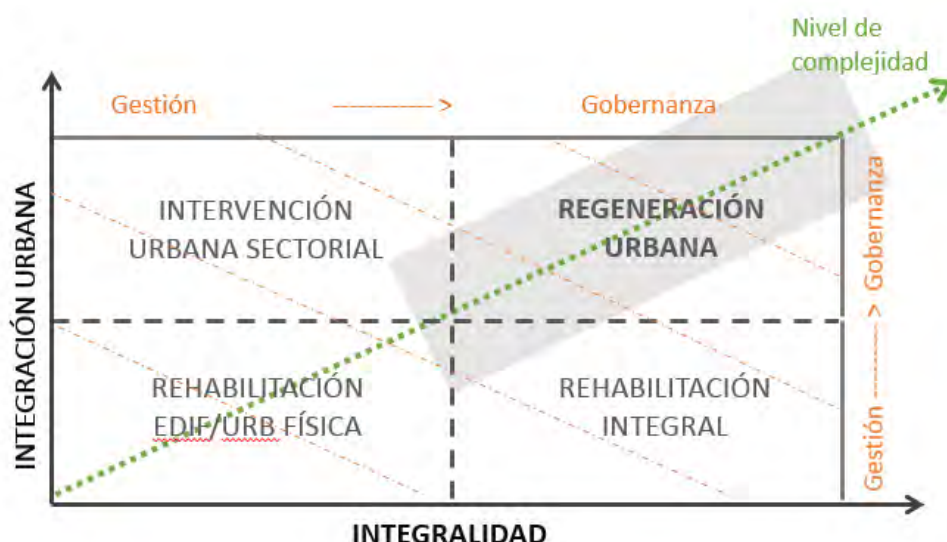 Nivel de
complejidad
Gestión ----------- > Gobernanza
INTEGRACIÓN URBANA
INTERVENCIÓN
URBANA SECTORIAL
REGENERACIÓN
URBANA
REHABILITACIÓN
EDIF/URB FÍSICA
REHABILITACIÓN
INTEGRAL
Gestión ----------- > Gobernanza
INTEGRALIDAD